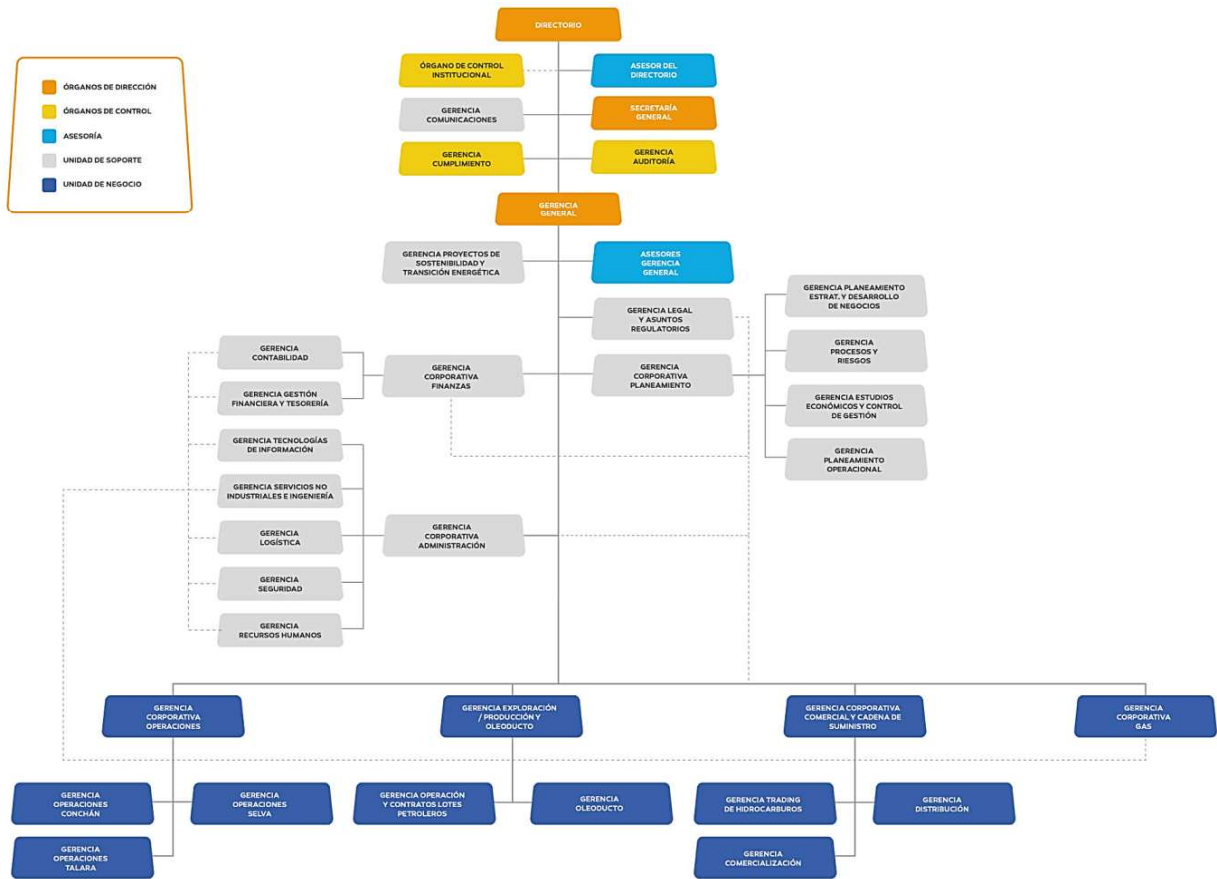 DIRECTORIO
ÓRGANOS DE DIRECCIÓN
ÓRGANOS DE CONTROL
ASESORÍA
UNIDAD DE SOPORTE
UNIDAD DE NEGOCIO
ÓRGANO DE CONTROL
INSTITUCIONAL
ASESOR DEL
DIRECTORIO
GERENCIA
COMUNICACIONES
SECRETARÍA
GENERAL
GERENCIA
CUMPLIMIENTO
GERENCIA
AUDITORÍA
GERENCIA
GENERAL
GERENCIA PROYECTOS DE
SOSTENIBILIDAD Y
TRANSICIÓN ENERGÉTICA
ASESORES
GERENCIA
GENERAL
GERENCIA LEGAL
Y ASUNTOS
REGULATORIOS
GERENCIA PLANEAMIENTO
ESTRAT. Y DESARROLLO
DE NEGOCIOS
GERENCIA
PROCESOS Y
RIESGOS
GERENCIA
CONTABILIDAD
GERENCIA
CORPORATIVA
FINANZAS
GERENCIA
CORPORATIVA
PLANEAMIENTO
GERENCIA GESTIÓN
FINANCIERA Y TESORERÍA
GERENCIA ESTUDIOS
ECONÓMICOS Y CONTROL
DE GESTIÓN
GERENCIA TECNOLOGÍAS
DE INFORMACIÓN
GERENCIA
PLANEAMIENTO
OPERACIONAL
GERENCIA SERVICIOS NO
INDUSTRIALES E INGENIERÍA
GERENCIA
LOGÍSTICA
GERENCIA
CORPORATIVA
ADMINISTRACIÓN
GERENCIA
SEGURIDAD
GERENCIA
RECURSOS HUMANOS
GERENCIA
CORPORATIVA
OPERACIONES
GERENCIA EXPLORACIÓN
/ PRODUCCIÓN Y
OLEODUCTO
GERENCIA CORPORATIVA
COMERCIAL Y CADENA DE
SUMINISTRO
GERENCIA
CORPORATIVA
GAS
GERENCIA
OPERACIONES
CONCHÁN
GERENCIA
OPERACIONES
SELVA
GERENCIA OPERACIÓN
Y CONTRATOS LOTES
PETROLEROS
GERENCIA
OLEODUCTO
GERENCIA TRADING
DE HIDROCARBUROS
GERENCIA
DISTRIBUCIÓN
GERENCIA
OPERACIONES
TALARA
GERENCIA
COMERCIALIZACIÓN